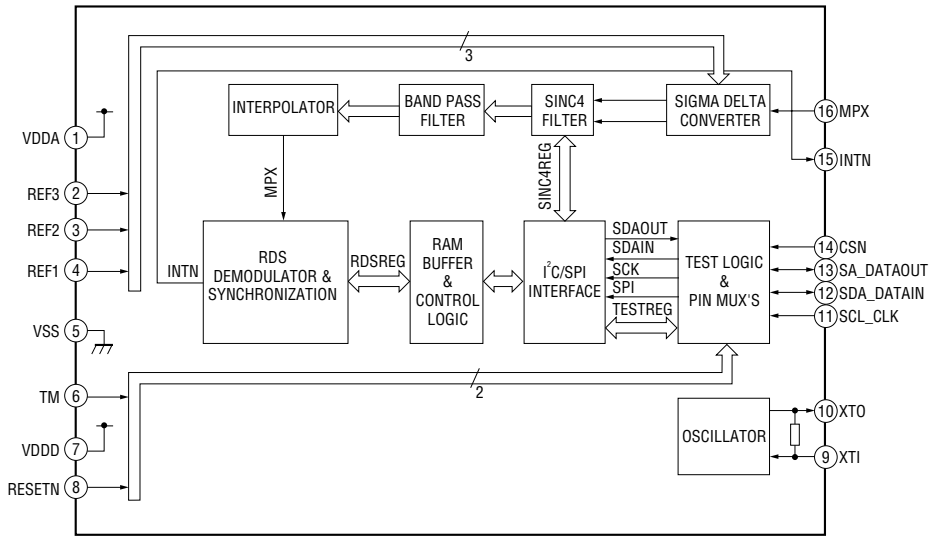 3
INTERPOLATOR
BAND PASS
FILTER
SINC4
FILTER
SIGMA DELTA
CONVERTER
16 MPX
VDDA 1
15 INTN
REF3 2
MPX
SINC4REG
REF2 3
REF1 4
INTN
RDS
DEMODULATOR &
SYNCHRONIZATION
RDSREG
RAM
BUFFER
&
CONTROL
LOGIC
I²C/SPI
INTERFACE
SDAOUT
SDAIN
SCK
SPI
TESTREG
TEST LOGIC
&
PIN MUX'S
14 CSN
13 SA_DATAOUT
12 SDA_DATAIN
11 SCL_CLK
VSS 5
TM 6
2
VDDD 7
RESETN 8
OSCILLATOR
10 XTO
9 XTI